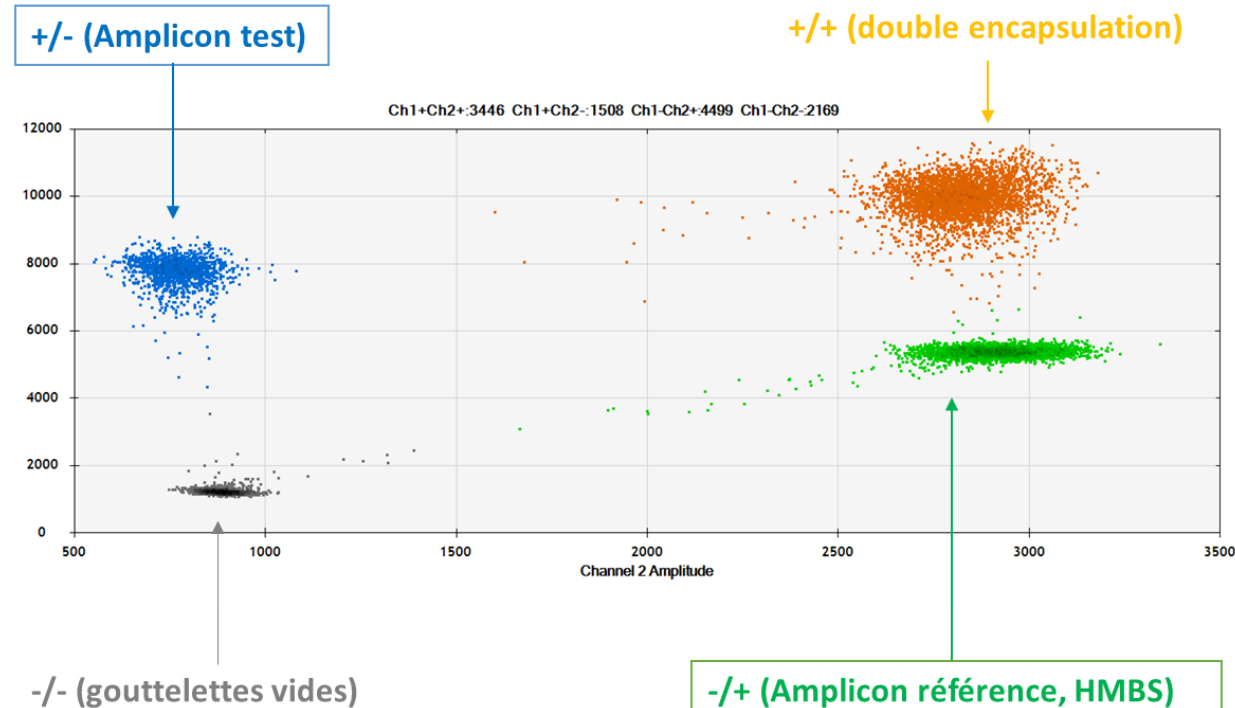 +/- (Amplicon test)
+/+ (double encapsulation)
Ch1+Ch2+:3446 Ch1+Ch2-:1508 Ch1-Ch2+:4499 Ch1-Ch2-:2169
12000
10000
8000
6000
4000
2000
0
500 1000 1500 2000 2500 3000 3500
Channel 2 Amplitude
-/- (gouttelettes vides)
-/+ (Amplicon référence, HMBS)